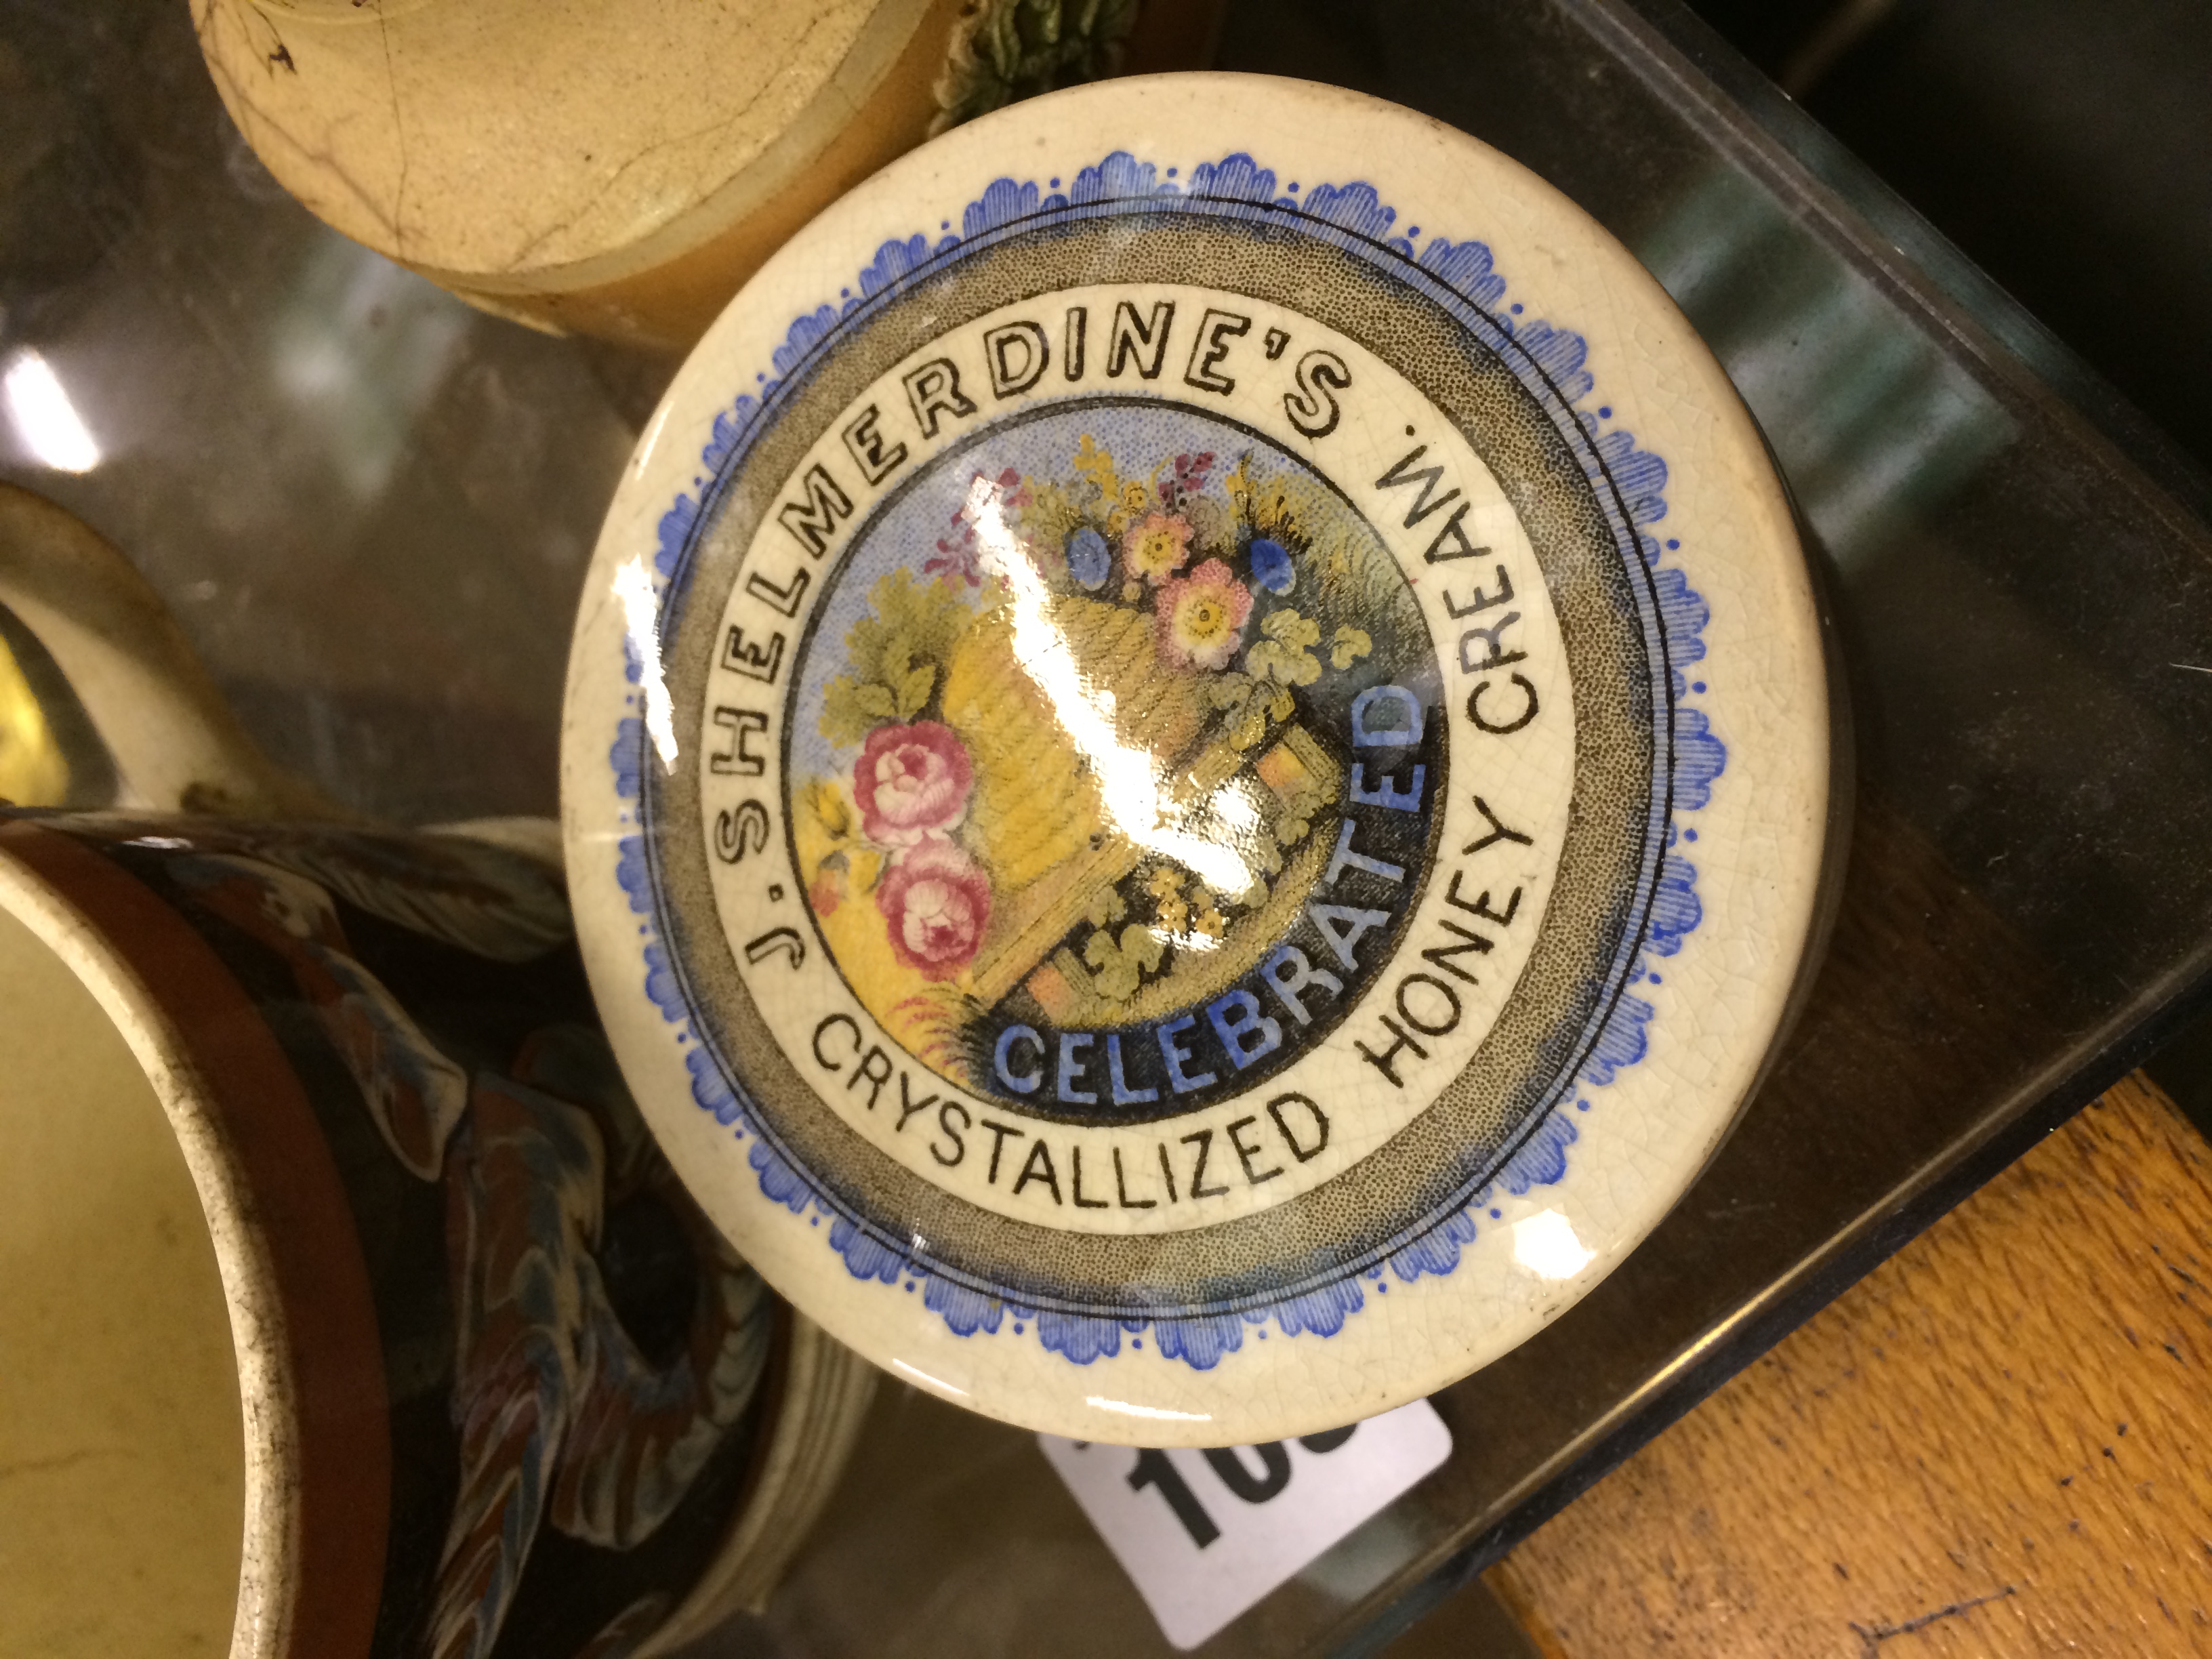 J. SHELMERDINE'S
CELEBRATED
CRYSTALLIZED HONEY CREAM.